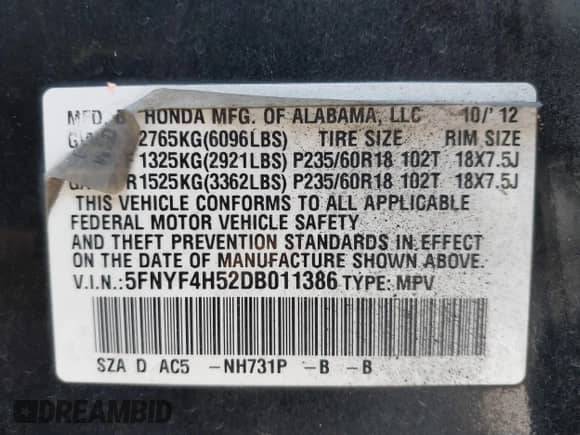 MFD. B HONDA MFG. OF ALABAMA, LLC 10/'12
2765KG(6096LBS) TIRE SIZE RIM SIZE
F 1325KG(2921LBS) P235/60R18 102T 18X7.5J
R1525KG(3362LBS) P235/60R18 102T 18X7.5J
THIS VEHICLE CONFORMS TO ALL APPLICABLE
FEDERAL MOTOR VEHICLE SAFETY
AND THEFT PREVENTION STANDARDS IN EFFECT
ON THE DATE OF MANUFACTURE SHOWN ABOVE.
V.I.N.:5FNYF4H52DB011386 TYPE: MPV
SZA D AC5 -NH731P -B -B
DREAMBID